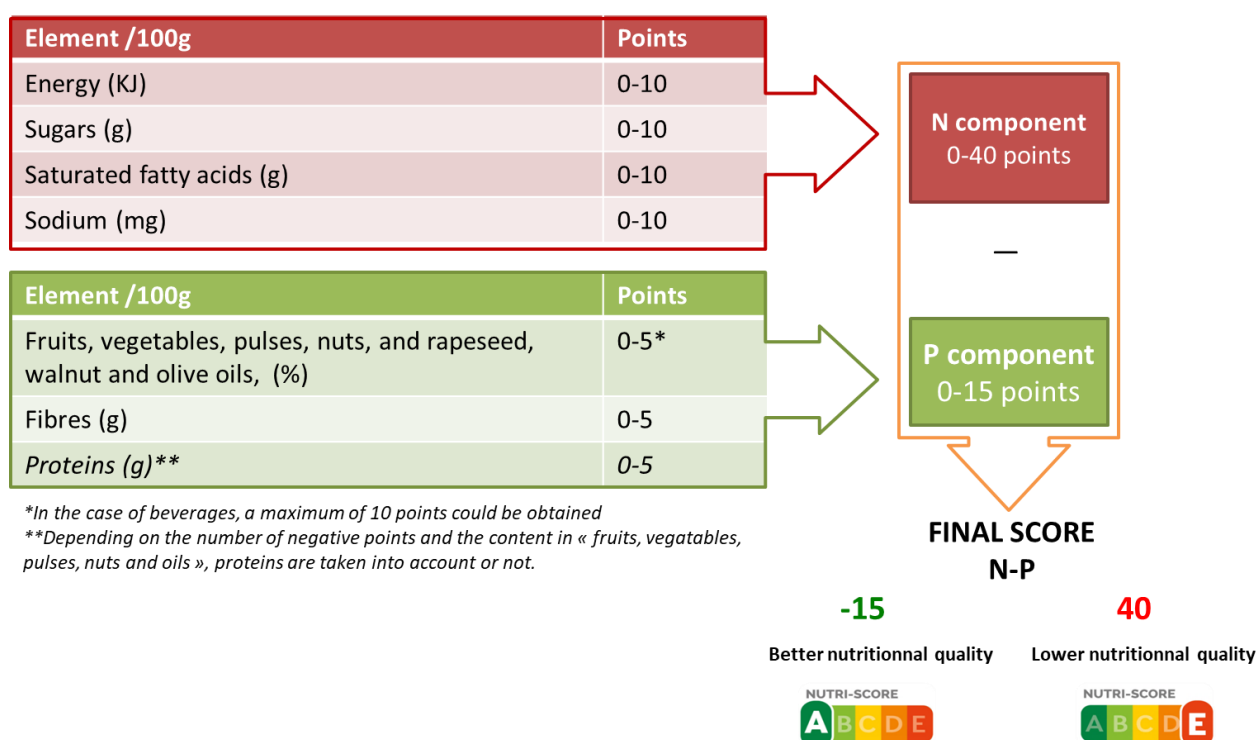 Element /100g Points
Energy (KJ) 0-10
Sugars (g) 0-10
Saturated fatty acids (g) 0-10
Sodium (mg) 0-10
N component
0-40 points
—
Element /100g Points
Fruits, vegetables, pulses, nuts, and rapeseed, 0-5*
walnut and olive oils, (%)
Fibres (g) 0-5
Proteins (g)** 0-5
P component
0-15 points
*In the case of beverages, a maximum of 10 points could be obtained
**Depending on the number of negative points and the content in « fruits, vegatables,
pulses, nuts and oils », proteins are taken into account or not.
FINAL SCORE
N-P
-15 40
Better nutritionnal quality Lower nutritionnal quality
NUTRI-SCORE NUTRI-SCORE
A B C D E A B C D E